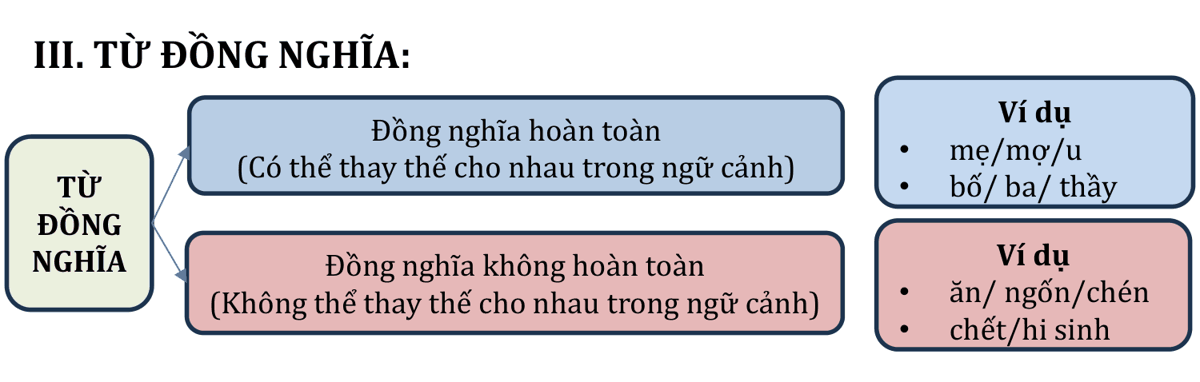 III. TỪ ĐỒNG NGHĨA:
TỪ
ĐỒNG
NGHĨA
Đồng nghĩa hoàn toàn
(Có thể thay thế cho nhau trong ngữ cảnh)
Ví dụ
• mẹ/mợ/u
• bố/ ba/ thầy
Đồng nghĩa không hoàn toàn
(Không thể thay thế cho nhau trong ngữ cảnh)
Ví dụ
• ăn/ ngốn/chén
• chết/hi sinh